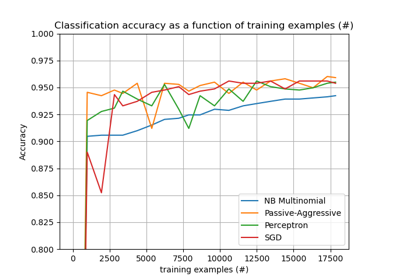 Classification accuracy as a function of training examples (#)
1.000
0.975
0.950
0.925
0.900
0.875
0.850
0.825
0.800
Accuracy
NB Multinomial
Passive-Aggressive
Perceptron
SGD
0 2500 5000 7500 10000 12500 15000 17500
training examples (#)